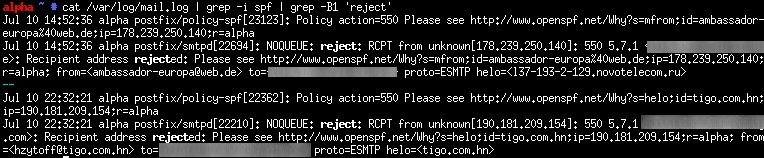 alpha ~ * cat /var/log/mail.log | grep -i spf | grep -B1 'reject'
Jul 10 14:52:36 alpha postfix/policy-spf[23123]: Policy action=550 Please see http://www.openspf.net/Why?s=mfrom;id=ambassador-
europa%40web.de;ip=178.239.250.140;r=alpha
Jul 10 14:52:36 alpha postfix/smtpd[22694]: NOQUEUE: reject: RCPT from unknown[178.239.250.140]: 550 5.7.1
e>: Recipient address rejected: Please see http://www.openspf.net/Why?s=mfrom;id=ambassador-europa%40web.de;ip=178.239.250.140;
r=alpha; from=<ambassador-europa@web.de> to= proto=ESMTP helo=<l37-193-2-129.novotelecom.ru>
--
Jul 10 22:32:21 alpha postfix/policy-spf[22362]: Policy action=550 Please see http://www.openspf.net/Why?s=helo;id=tigo.com.hn;
ip=190.181.209.154;r=alpha
Jul 10 22:32:21 alpha postfix/smtpd[22210]: NOQUEUE: reject: RCPT from unknown[190.181.209.154]: 550 5.7.1
.com>: Recipient address rejected: Please see http://www.openspf.net/Why?s=helo;id=tigo.com.hn;ip=190.181.209.154;r=alpha; from
=<hzytoff@tigo.com.hn> to= proto=ESMTP helo=<tigo.com.hn>